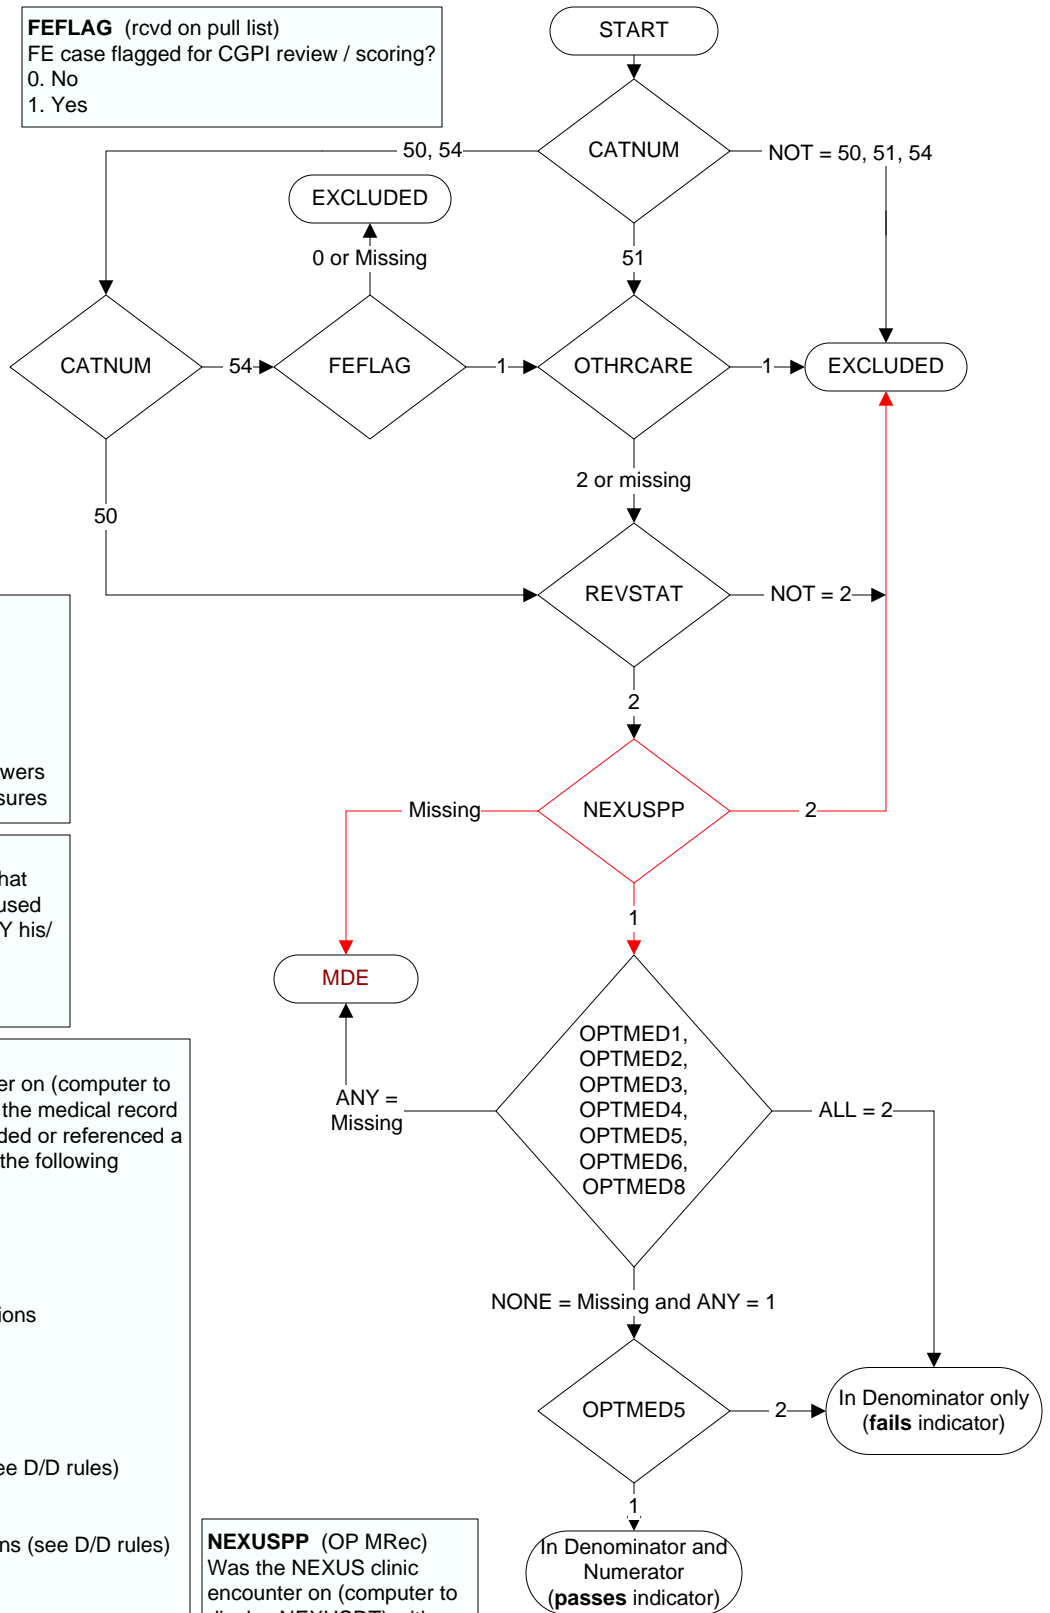 FEFLAG (rcvd on pull list)
FE case flagged for CGPI review / scoring?
0. No
1. Yes
START
CATNUM
50, 54
NOT = 50, 51, 54
EXCLUDED
0 or Missing
51
CATNUM
54
FEFLAG
1
OTHRCARE
1
EXCLUDED
2 or missing
50
REVSTAT
NOT = 2
2
wers
sures
Missing
NEXUSPP
2
hat
used
Y his/
1
MDE
OPTMED1,
OPTMED2,
OPTMED3,
OPTMED4,
OPTMED5,
OPTMED6,
OPTMED8
ANY =
Missing
ALL = 2
er on (computer to
the medical record
ded or referenced a
the following
ions
ee D/D rules)
ns (see D/D rules)
NONE = Missing and ANY = 1
OPTMED5
2
In Denominator only
(fails indicator)
1
In Denominator and
Numerator
(passes indicator)
NEXUSPP (OP MRec)
Was the NEXUS clinic
encounter on (computer to